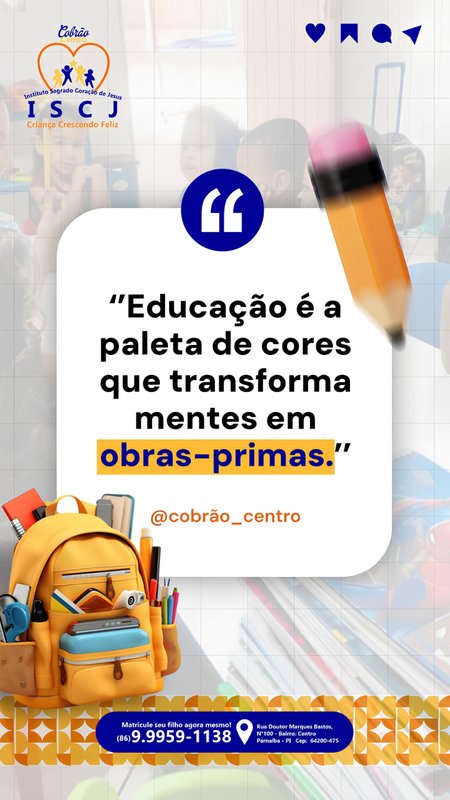 Cobrão
Centro
Instituto Sagrado Coração de Jesus
I S C J
Criança Crescendo Feliz
“Educação é a
paleta de cores
que transforma
mentes em
obras-primas.”
@cobrão_centro
Matricule seu filho agora mesmo!
(86)9.9959-1138
Rua Doutor Marques Bastos,
N°100 - Bairro: Centro
Parnaíba - PI Cep: 64200-475